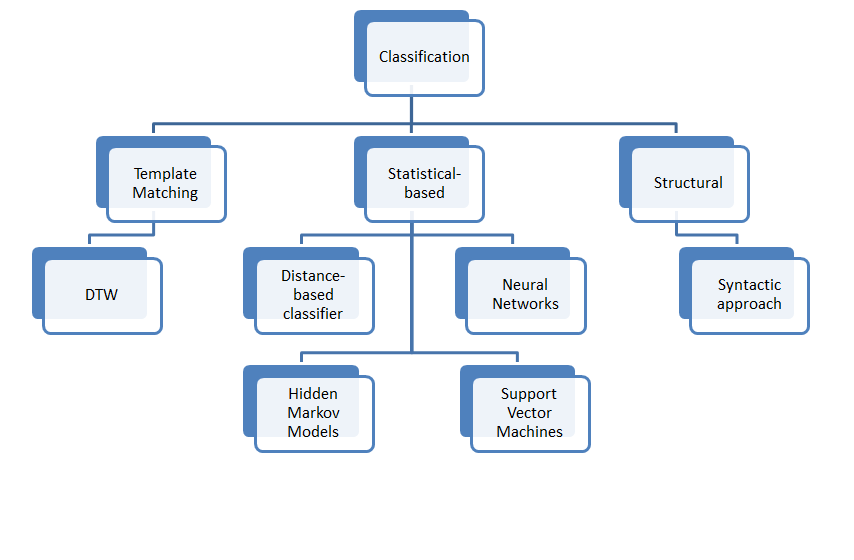 Classification
Template
Matching
Statistical-
based
Structural
DTW
Distance-
based
classifier
Neural
Networks
Syntactic
approach
Hidden
Markov
Models
Support
Vector
Machines